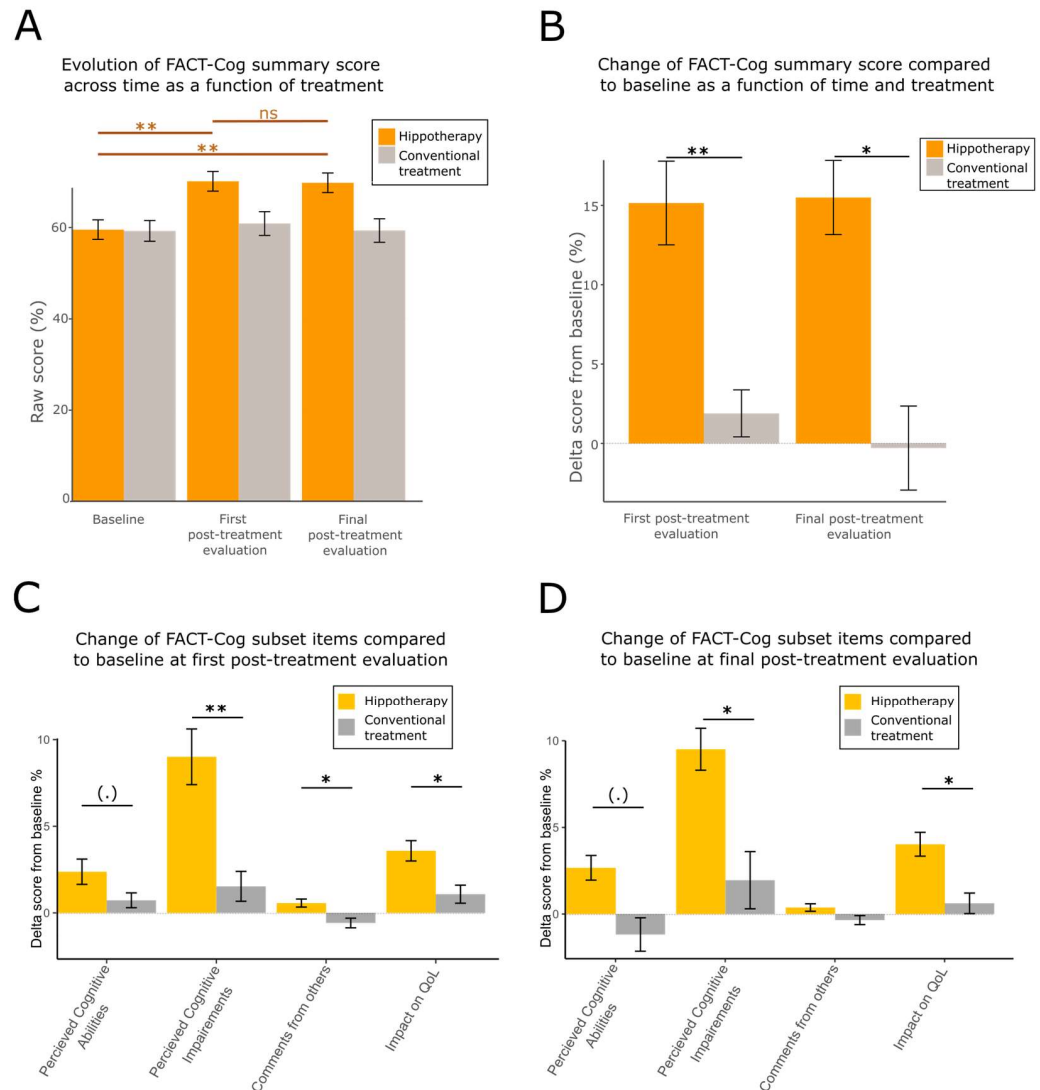 A
Evolution of FACT-Cog summary score
across time as a function of treatment
ns
**
**
Hippotherapy
Conventional
treatment
Raw score (%)
60
40
20
0
Baseline
First
post-treatment
evaluation
Final
post-treatment
evaluation
B
Change of FACT-Cog summary score compared
to baseline as a function of time and treatment
Hippotherapy
Conventional
treatment
**
*
Delta score from baseline (%)
15
10
5
0
First post-treatment
evaluation
Final post-treatment
evaluation
C
Change of FACT-Cog subset items compared
to baseline at first post-treatment evaluation
Hippotherapy
Conventional
treatment
(.)
**
*
*
Delta score from baseline %
10
5
0
Percieved Cognitive
Abilities
Percieved Cognitive
Impairements
Comments from others
Impact on QoL
D
Change of FACT-Cog subset items compared
to baseline at final post-treatment evaluation
Hippotherapy
Conventional
treatment
(.)
*
*
Delta score from baseline %
10
5
0
Percieved Cognitive
Abilities
Percieved Cognitive
Impairements
Comments from others
Impact on QoL